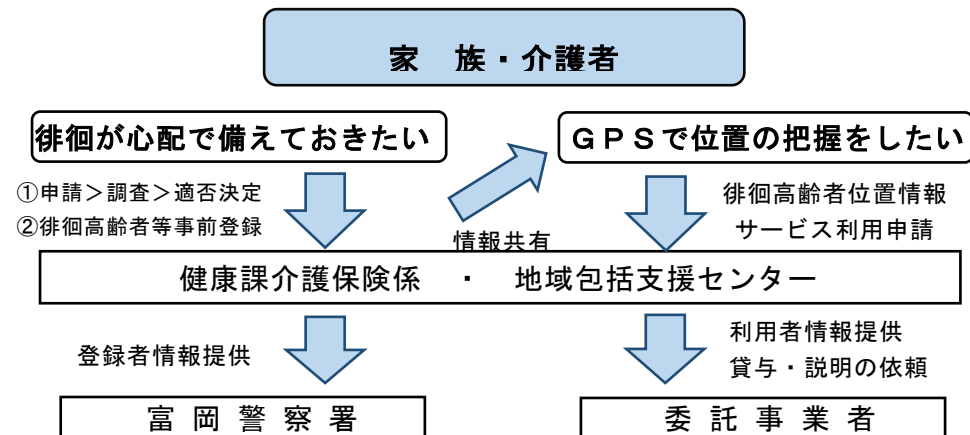 家　族・介護者
徘徊が心配で備えておきたい
ＧＰＳで位置の把握をしたい
①申請＞調査＞適否決定
②徘徊高齢者等事前登録
情報共有
徘徊高齢者位置情報
サービス利用申請
健康課介護保険係　・　地域包括支援センター
登録者情報提供
利用者情報提供
貸与・説明の依頼
富 岡 警 察 署
委 託 事 業 者